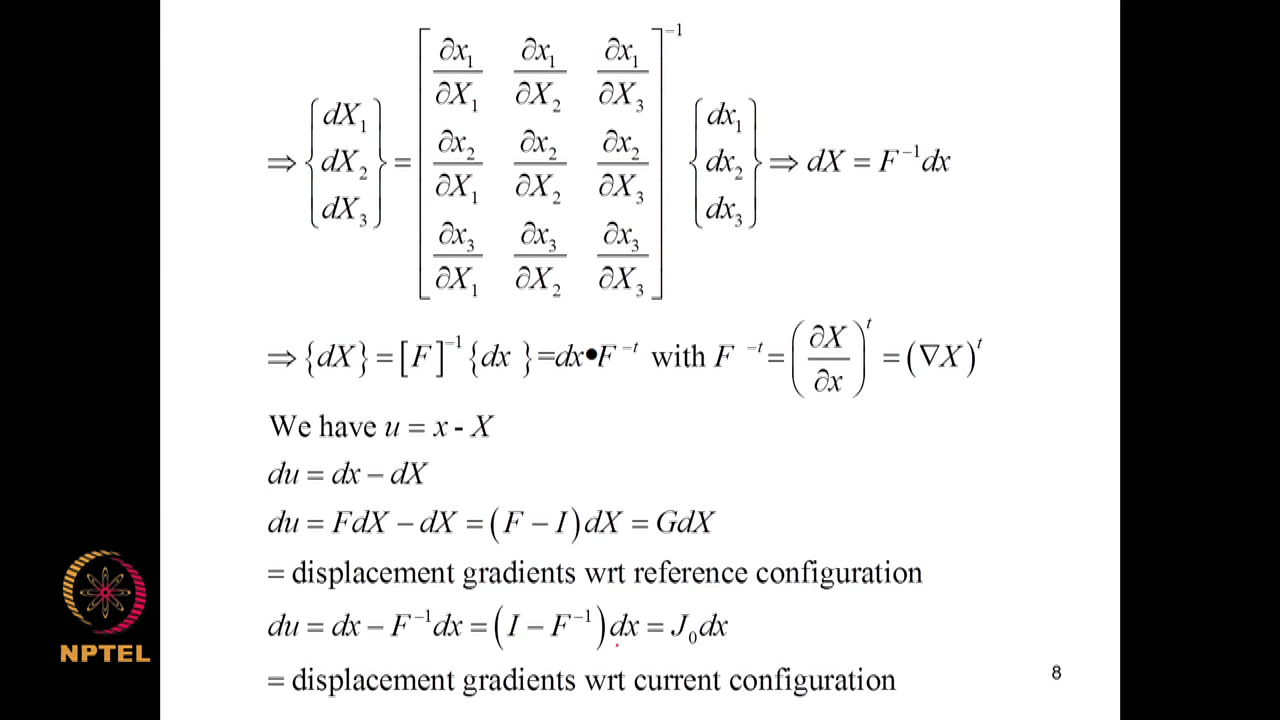 ⇒ {dX₁ dX₂ dX₃} = [∂x₁/∂X₁ ∂x₁/∂X₂ ∂x₁/∂X₃; ∂x₂/∂X₁ ∂x₂/∂X₂ ∂x₂/∂X₃; ∂x₃/∂X₁ ∂x₃/∂X₂ ∂x₃/∂X₃]⁻¹ {dx₁ dx₂ dx₃} ⇒ dX = F⁻¹dx
⇒ {dX} = [F]⁻¹ {dx } =dx•F ⁻ᵗ with F ⁻ᵗ = (∂X/∂x)ᵗ = (∇X)ᵗ
We have u = x - X
du = dx − dX
du = FdX − dX = (F − I)dX = GdX
= displacement gradients wrt reference configuration
du = dx − F⁻¹dx = (I − F⁻¹)dx = J₀dx
= displacement gradients wrt current configuration
NPTEL
8